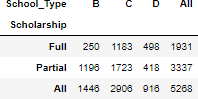 School_Type B C D All
Scholarship
Full 250 1183 498 1931
Partial 1196 1723 418 3337
All 1446 2906 916 5268